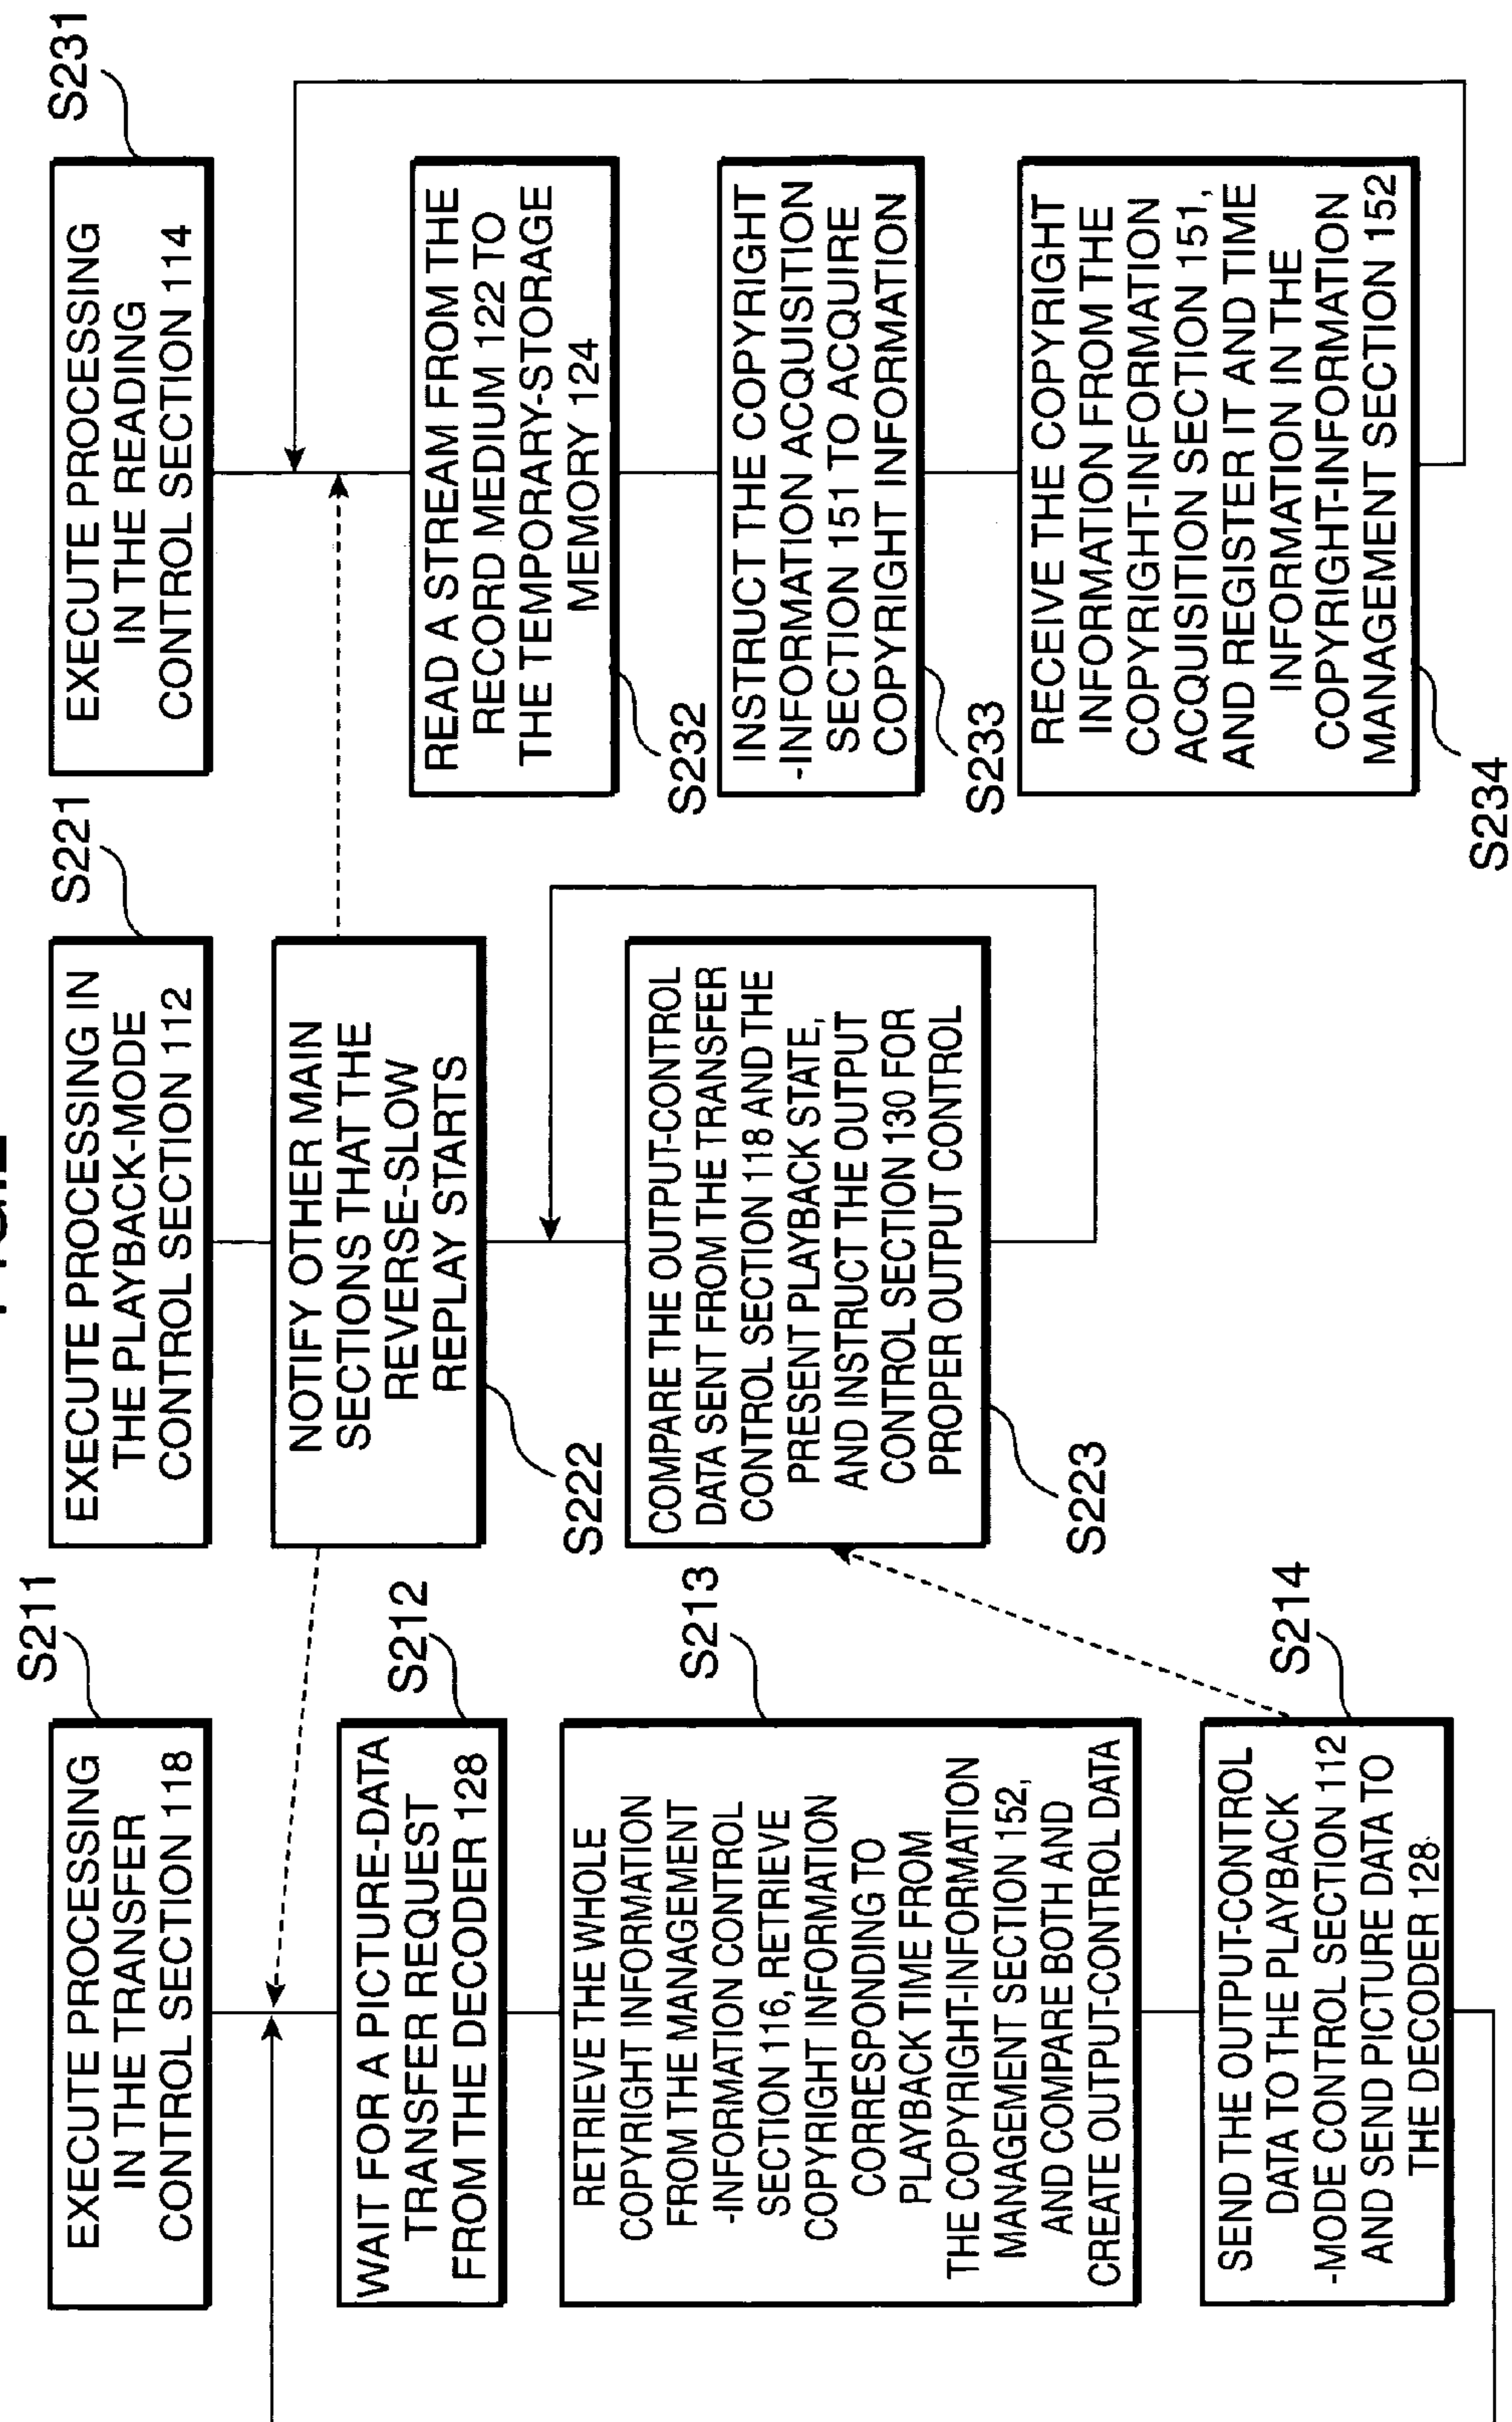 S211
EXECUTE PROCESSING
IN THE TRANSFER
CONTROL SECTION 118
S212
WAIT FOR A PICTURE-DATA
TRANSFER REQUEST
FROM THE DECODER 128
S213
RETRIEVE THE WHOLE
COPYRIGHT INFORMATION
FROM THE MANAGEMENT
-INFORMATION CONTROL
SECTION 116, RETRIEVE
COPYRIGHT INFORMATION
CORRESPONDING TO
PLAYBACK TIME FROM
THE COPYRIGHT-INFORMATION
MANAGEMENT SECTION 152,
AND COMPARE BOTH AND
CREATE OUTPUT-CONTROL DATA
S214
SEND THE OUTPUT-CONTROL
DATA TO THE PLAYBACK
-MODE CONTROL SECTION 112
AND SEND PICTURE DATA TO
THE DECODER 128.
S221
EXECUTE PROCESSING IN
THE PLAYBACK-MODE
CONTROL SECTION 112
NOTIFY OTHER MAIN
SECTIONS THAT THE
REVERSE-SLOW
REPLAY STARTS
S222
COMPARE THE OUTPUT-CONTROL
DATA SENT FROM THE TRANSFER
CONTROL SECTION 118 AND THE
PRESENT PLAYBACK STATE,
AND INSTRUCT THE OUTPUT
CONTROL SECTION 130 FOR
PROPER OUTPUT CONTROL
S223
S231
EXECUTE PROCESSING
IN THE READING
CONTROL SECTION 114
READ A STREAM FROM THE
RECORD MEDIUM 122 TO
THE TEMPORARY-STORAGE
MEMORY 124
S232
INSTRUCT THE COPYRIGHT
-INFORMATION ACQUISITION
SECTION 151 TO ACQUIRE
COPYRIGHT INFORMATION
S233
RECEIVE THE COPYRIGHT
INFORMATION FROM THE
COPYRIGHT-INFORMATION
ACQUISITION SECTION 151,
AND REGISTER IT AND TIME
INFORMATION IN THE
COPYRIGHT-INFORMATION
MANAGEMENT SECTION 152
S234